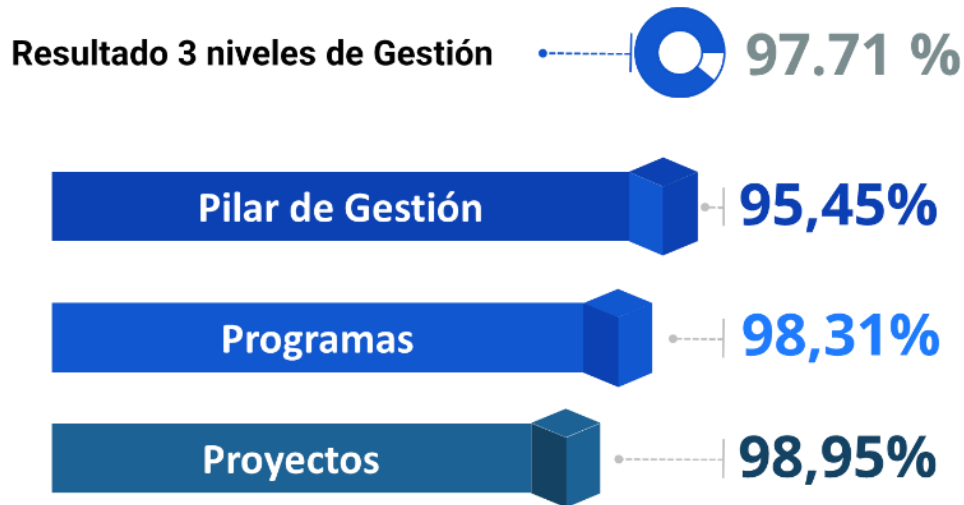 Resultado 3 niveles de Gestión 97.71 %
Pilar de Gestión 95,45%
Programas 98,31%
Proyectos 98,95%